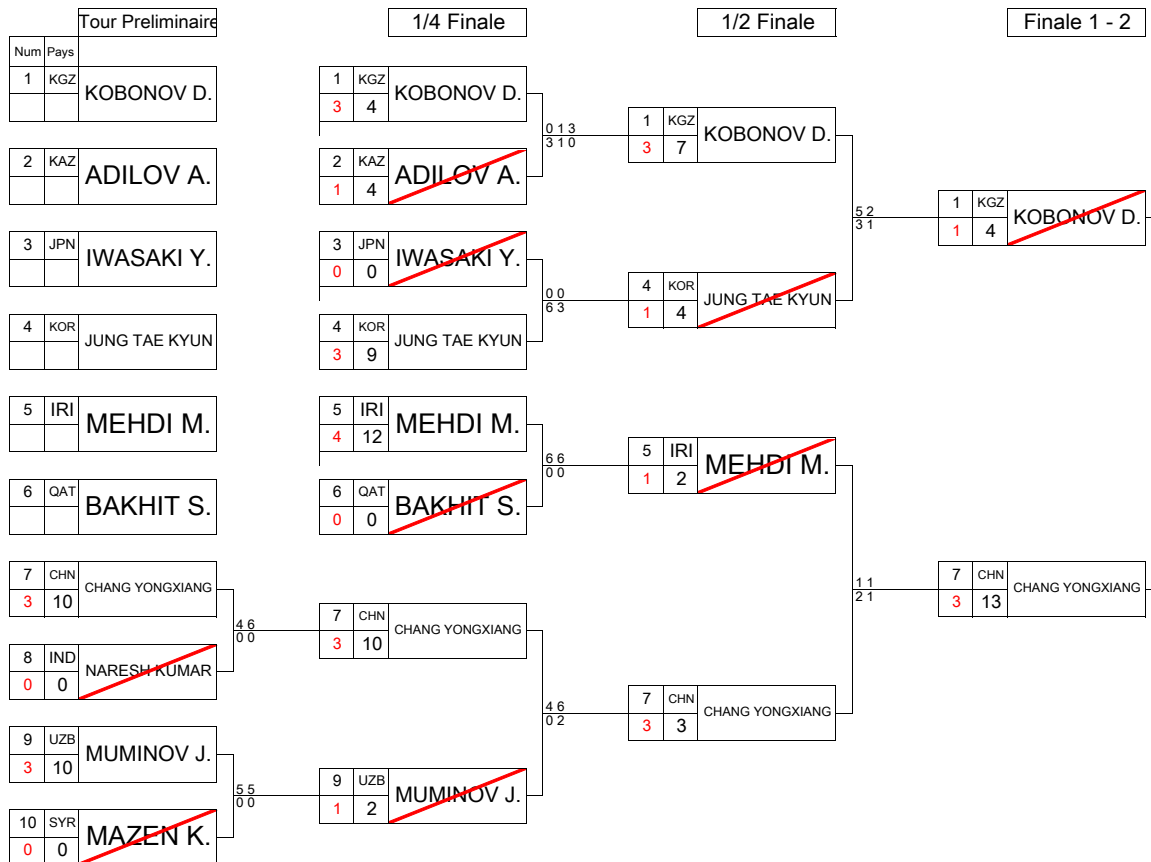 Tour Preliminaire
1/4 Finale
1/2 Finale
Finale 1 - 2
Num Pays
1 KGZ KOBONOV D.
2 KAZ ADILOV A.
3 JPN IWASAKI Y.
4 KOR JUNG TAE KYUN
5 IRI MEHDI M.
6 QAT BAKHIT S.
7 CHN CHANG YONGXIANG
3 10
4 6
0 0
8 IND NARESH KUMAR
0 0
9 UZB MUMINOV J.
3 10
5 5
0 0
10 SYR MAZEN K.
0 0
1 KGZ KOBONOV D.
3 4
0 1 3
3 1 0
2 KAZ ADILOV A.
1 4
3 JPN IWASAKI Y.
0 0
0 0
6 3
4 KOR JUNG TAE KYUN
3 9
5 IRI MEHDI M.
4 12
6 6
0 0
6 QAT BAKHIT S.
0 0
7 CHN CHANG YONGXIANG
3 10
4 6
0 2
9 UZB MUMINOV J.
1 2
1 KGZ KOBONOV D.
3 7
5 2
3 1
4 KOR JUNG TAE KYUN
1 4
5 IRI MEHDI M.
1 2
1 1
2 1
7 CHN CHANG YONGXIANG
3 3
1 KGZ KOBONOV D.
1 4
7 CHN CHANG YONGXIANG
3 13